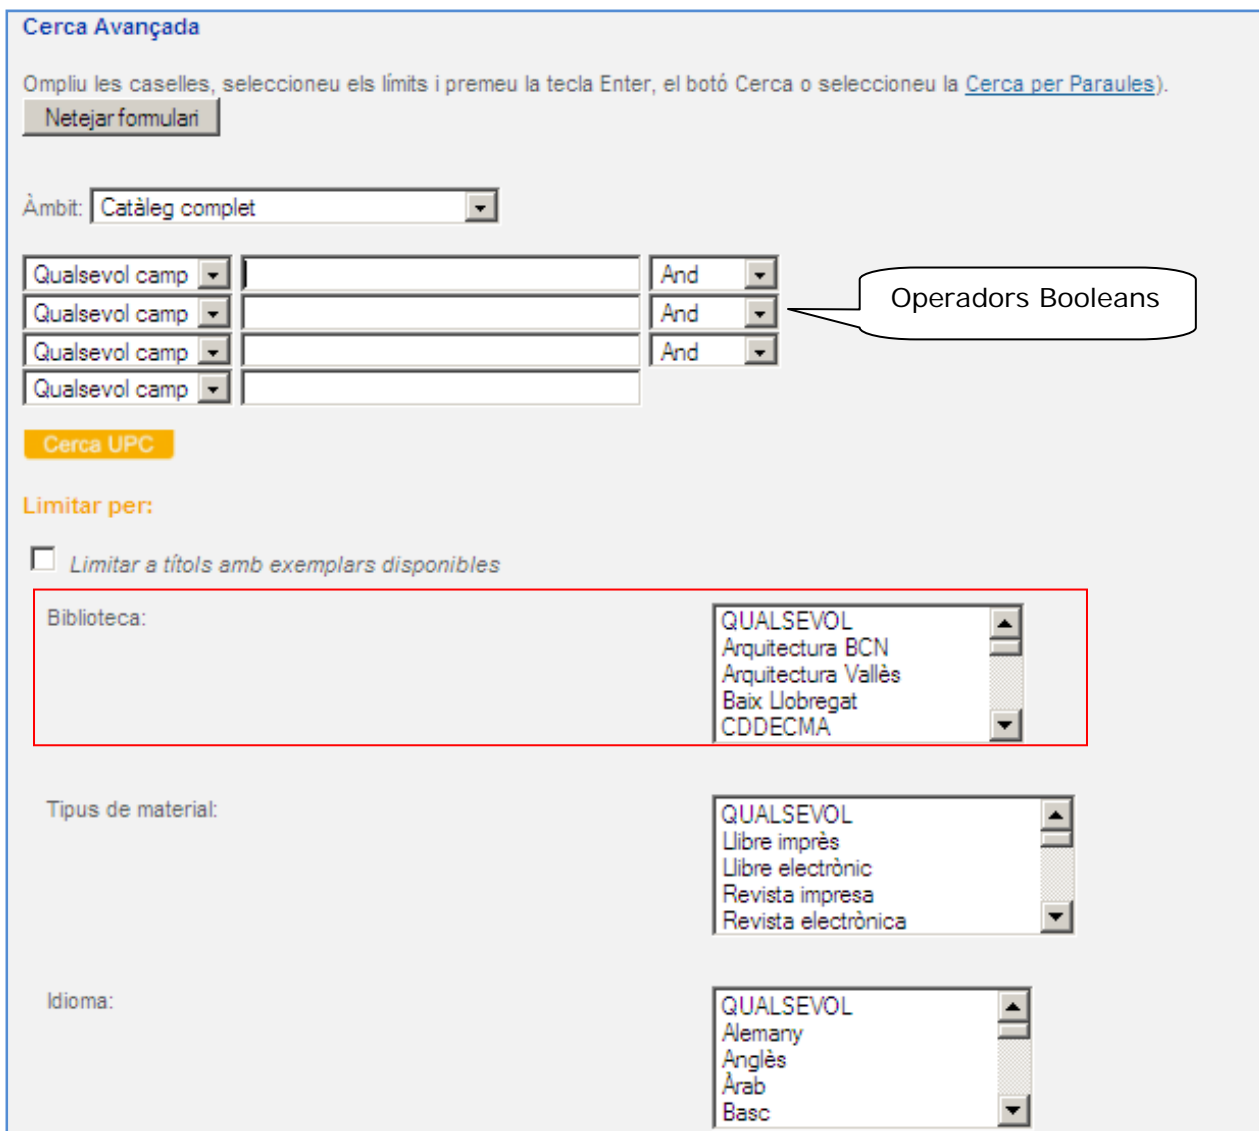 Cerca Avançada
Ompliu les caselles, seleccioneu els límits i premeu la tecla Enter, el botó Cerca o seleccioneu la Cerca per Paraules).
Netejar formulari
Àmbit: Catàleg complet
Qualsevol camp And
Qualsevol camp And
Qualsevol camp And
Qualsevol camp
Operadors Booleans
Cerca UPC
Limitar per:
Limitar a títols amb exemplars disponibles
Biblioteca:
QUALSEVOL
Arquitectura BCN
Arquitectura Vallès
Baix Llobregat
CDDECMA
Tipus de material:
QUALSEVOL
Llibre imprès
Llibre electrònic
Revista impresa
Revista electrònica
Idioma:
QUALSEVOL
Alemany
Anglès
Àrab
Basc